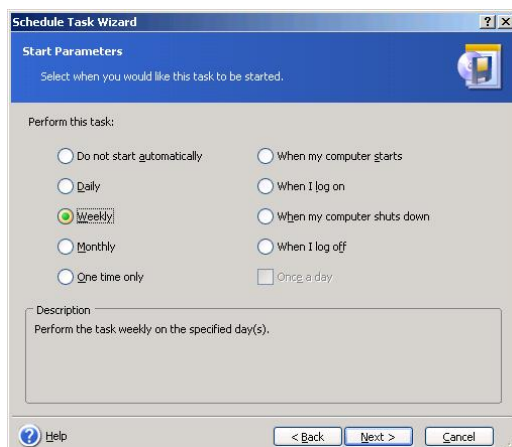 Schedule Task Wizard
Start Parameters
Select when you would like this task to be started.
Perform this task:
Do not start automatically
Daily
Weekly
Monthly
One time only
When my computer starts
When I log on
When my computer shuts down
When I log off
Once a day
Description
Perform the task weekly on the specified day(s).
Help
< Back
Next >
Cancel